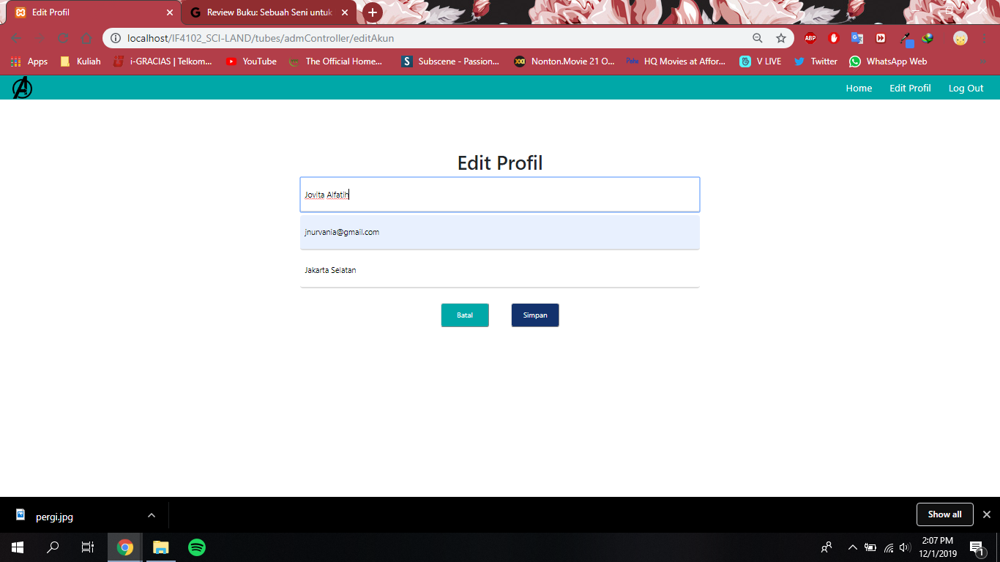 Edit Profil
Review Buku: Sebuah Seni untuk
localhost/IF4102_SCI-LAND/tubes/admController/editAkun
ABP
Apps
Kuliah
i-GRACIAS | Telkom...
YouTube
The Official Home...
Subscene - Passion...
Nonton.Movie 21 O...
HQ Movies at Affor...
V LIVE
Twitter
WhatsApp Web
Home
Edit Profil
Log Out
Edit Profil
Jovita Alfatih
jnurvania@gmail.com
Jakarta Selatan
Batal
Simpan
pergi.jpg
Show all
2:07 PM
12/1/2019
1